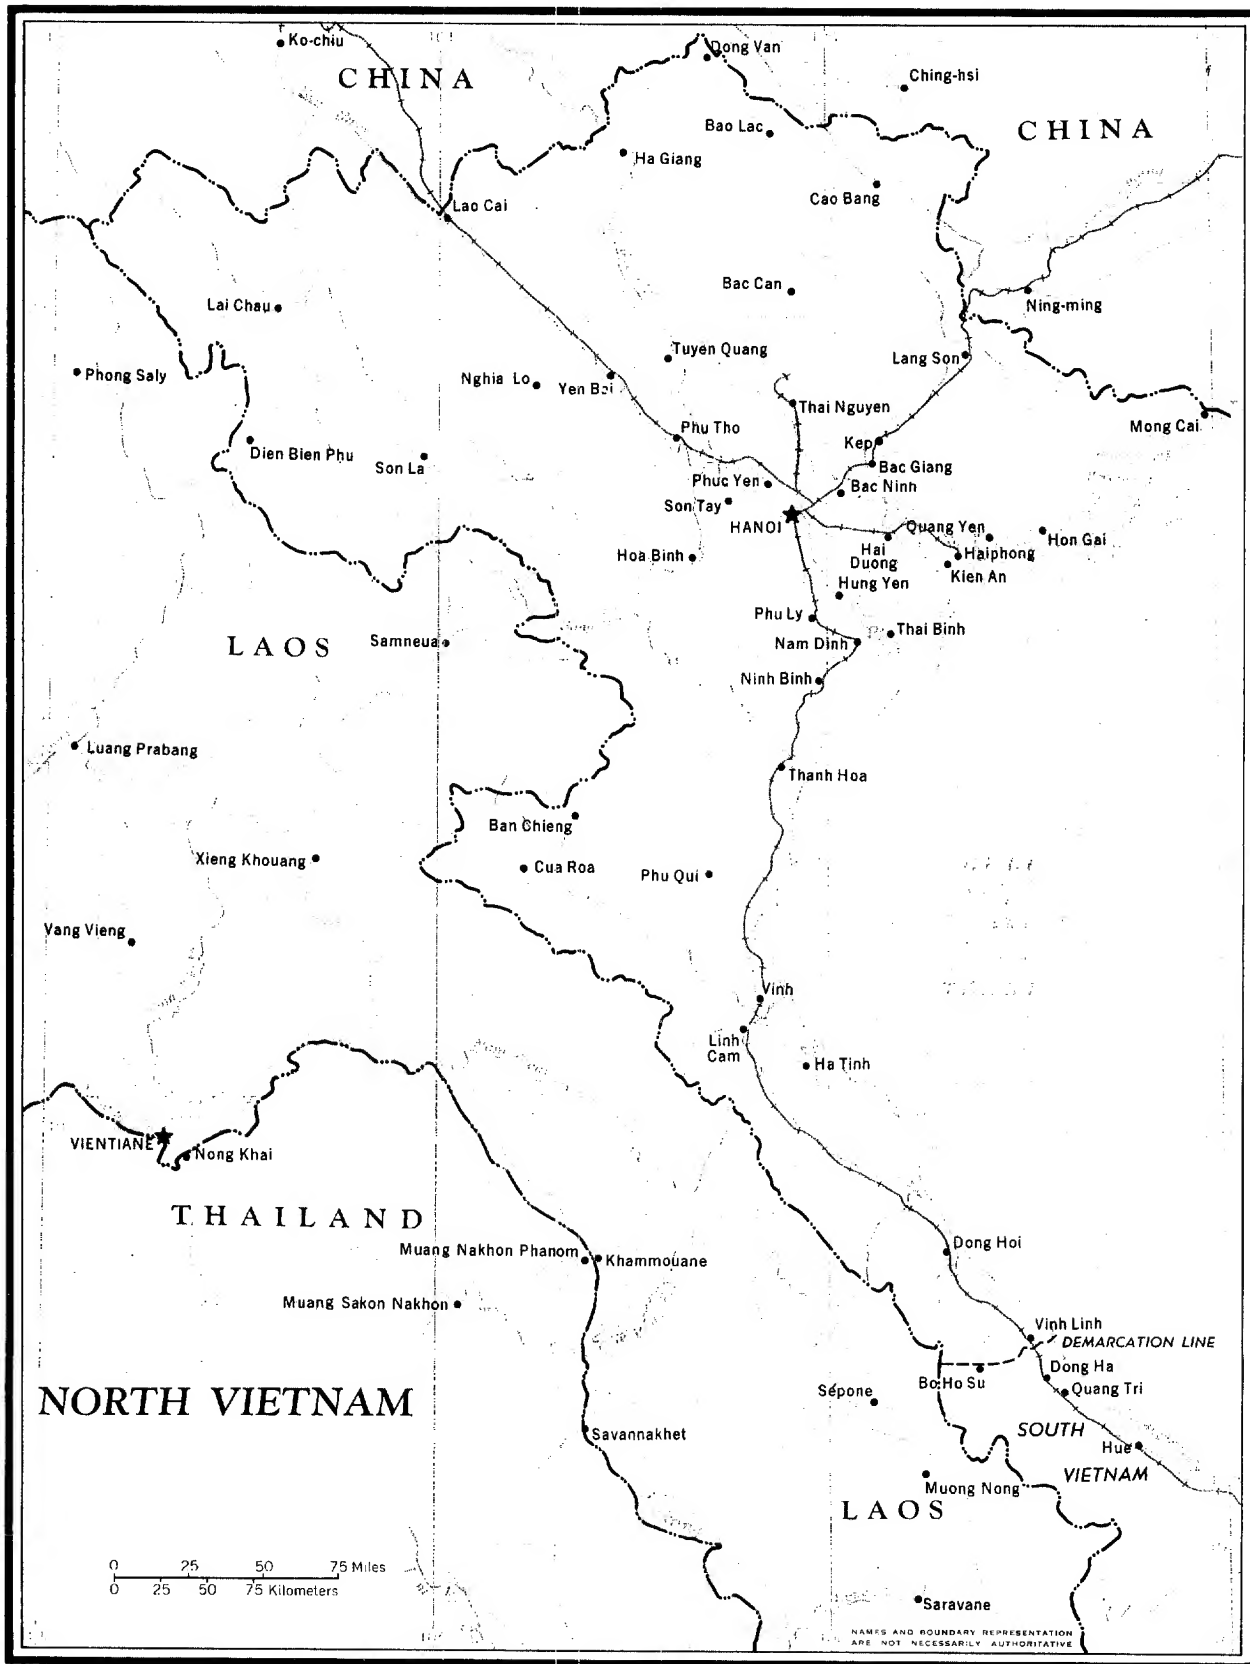 Ko-chiu
CHINA
Dong Van
Ching-hsi
Bao Lac
CHINA
Ha Giang
Cao Bang
Lao Cai
Bac Can
Lai Chau
Ning-ming
Tuyen Quang
Lang Son
Phong Saly
Nghia Lo
Yen Bai
Thai Nguyen
Mong Cai
Phu Tho
Kep
Dien Bien Phu
Son La
Bac Giang
Phuc Yen
Bac Ninh
Son Tay
HANOI
Quang Yen
Hon Gai
Hoa Binh
Hai
Duong
Haiphong
Kien An
Hung Yen
Phu Ly
Thai Binh
LAOS
Samneua
Nam Dinh
Ninh Binh
Luang Prabang
Thanh Hoa
Ban Chieng
Xieng Khouang
Cua Roa
Phu Qui
Vang Vieng
Vinh
Linh
Cam
Ha Tinh
VIENTIANE
Nong Khai
THAILAND
Dong Hoi
Muang Nakhon Phanom
Khammouane
Muang Sakon Nakhon
Vinh Linh
DEMARCATION LINE
Dong Ha
Bo Ho Su
Quang Tri
Sepone
NORTH VIETNAM
SOUTH
VIETNAM
Savannakhet
Hue
Muong Nong
LAOS
0 25 50 75 Miles
0 25 50 75 Kilometers
Saravane
NAMES AND BOUNDARY REPRESENTATION
ARE NOT NECESSARILY AUTHORITATIVE